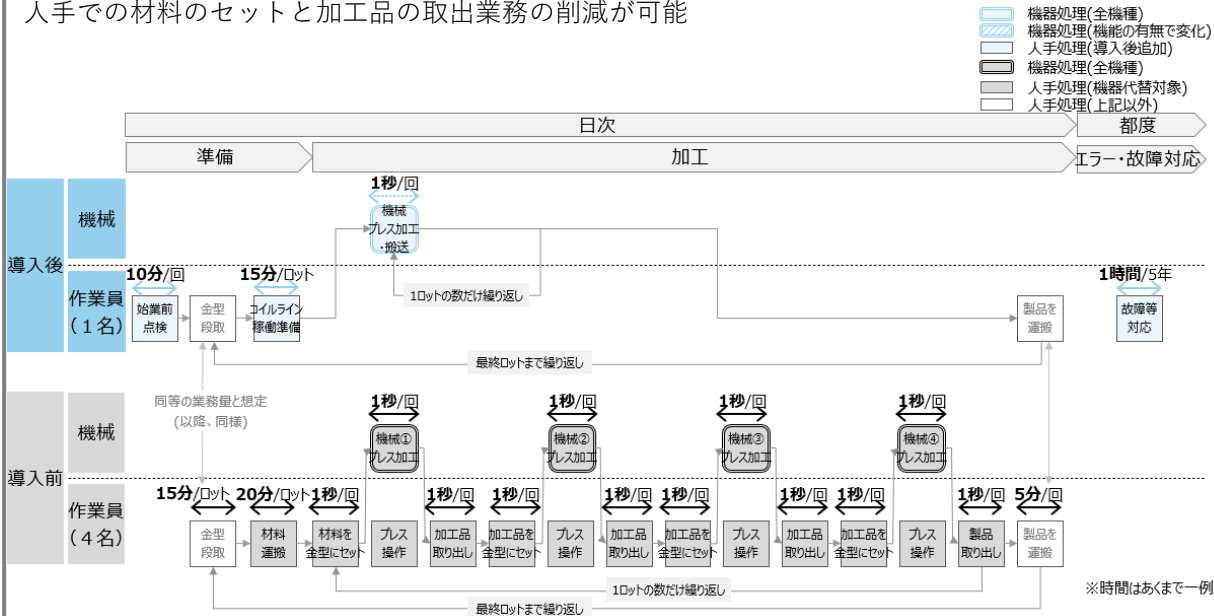 人手での材料のセットと加工品の取出業務の削減が可能
機器処理(全機種)
機器処理(機能の有無で変化)
人手処理(導入後追加)
機器処理(全機種)
人手処理(機器代替対象)
人手処理(上記以外)
日次
都度
準備
加工
エラー・故障対応
導入後
機械
1秒/回
機械
プレス加工
・搬送
1ロットの数だけ繰り返し
作業員
(1名)
10分/回
始業前
点検
金型
段取
15分/ロット
コイルライン
稼働準備
製品を
運搬
1時間/5年
故障等
対応
最終ロットまで繰り返し
同等の業務量と想定
(以降、同様)
導入前
機械
1秒/回
機械①
プレス加工
1秒/回
機械②
プレス加工
1秒/回
機械③
プレス加工
1秒/回
機械④
プレス加工
作業員
(4名)
15分/ロット
金型
段取
20分/ロット
材料
運搬
1秒/回
材料を
金型にセット
プレス
操作
1秒/回
加工品
取り出し
1秒/回
加工品を
金型にセット
プレス
操作
1秒/回
加工品
取り出し
1秒/回
加工品を
金型にセット
プレス
操作
1秒/回
加工品
取り出し
1秒/回
加工品を
金型にセット
プレス
操作
1秒/回
製品
取り出し
5分/回
製品を
運搬
1ロットの数だけ繰り返し
最終ロットまで繰り返し
※時間はあくまで一例